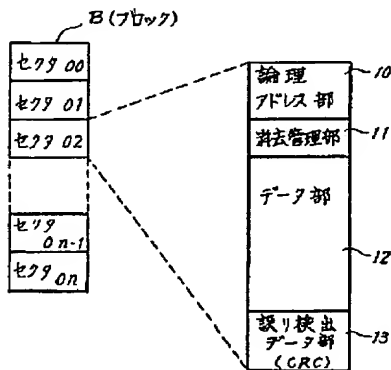 B (ブロック)
セクタ 00
セクタ 01
セクタ 02
セリタ
0n-1
セクタ 0n
論理
アドレス部
10
消去管理部
11
データ部
12
誤り検出
データ部
(CRC)
13